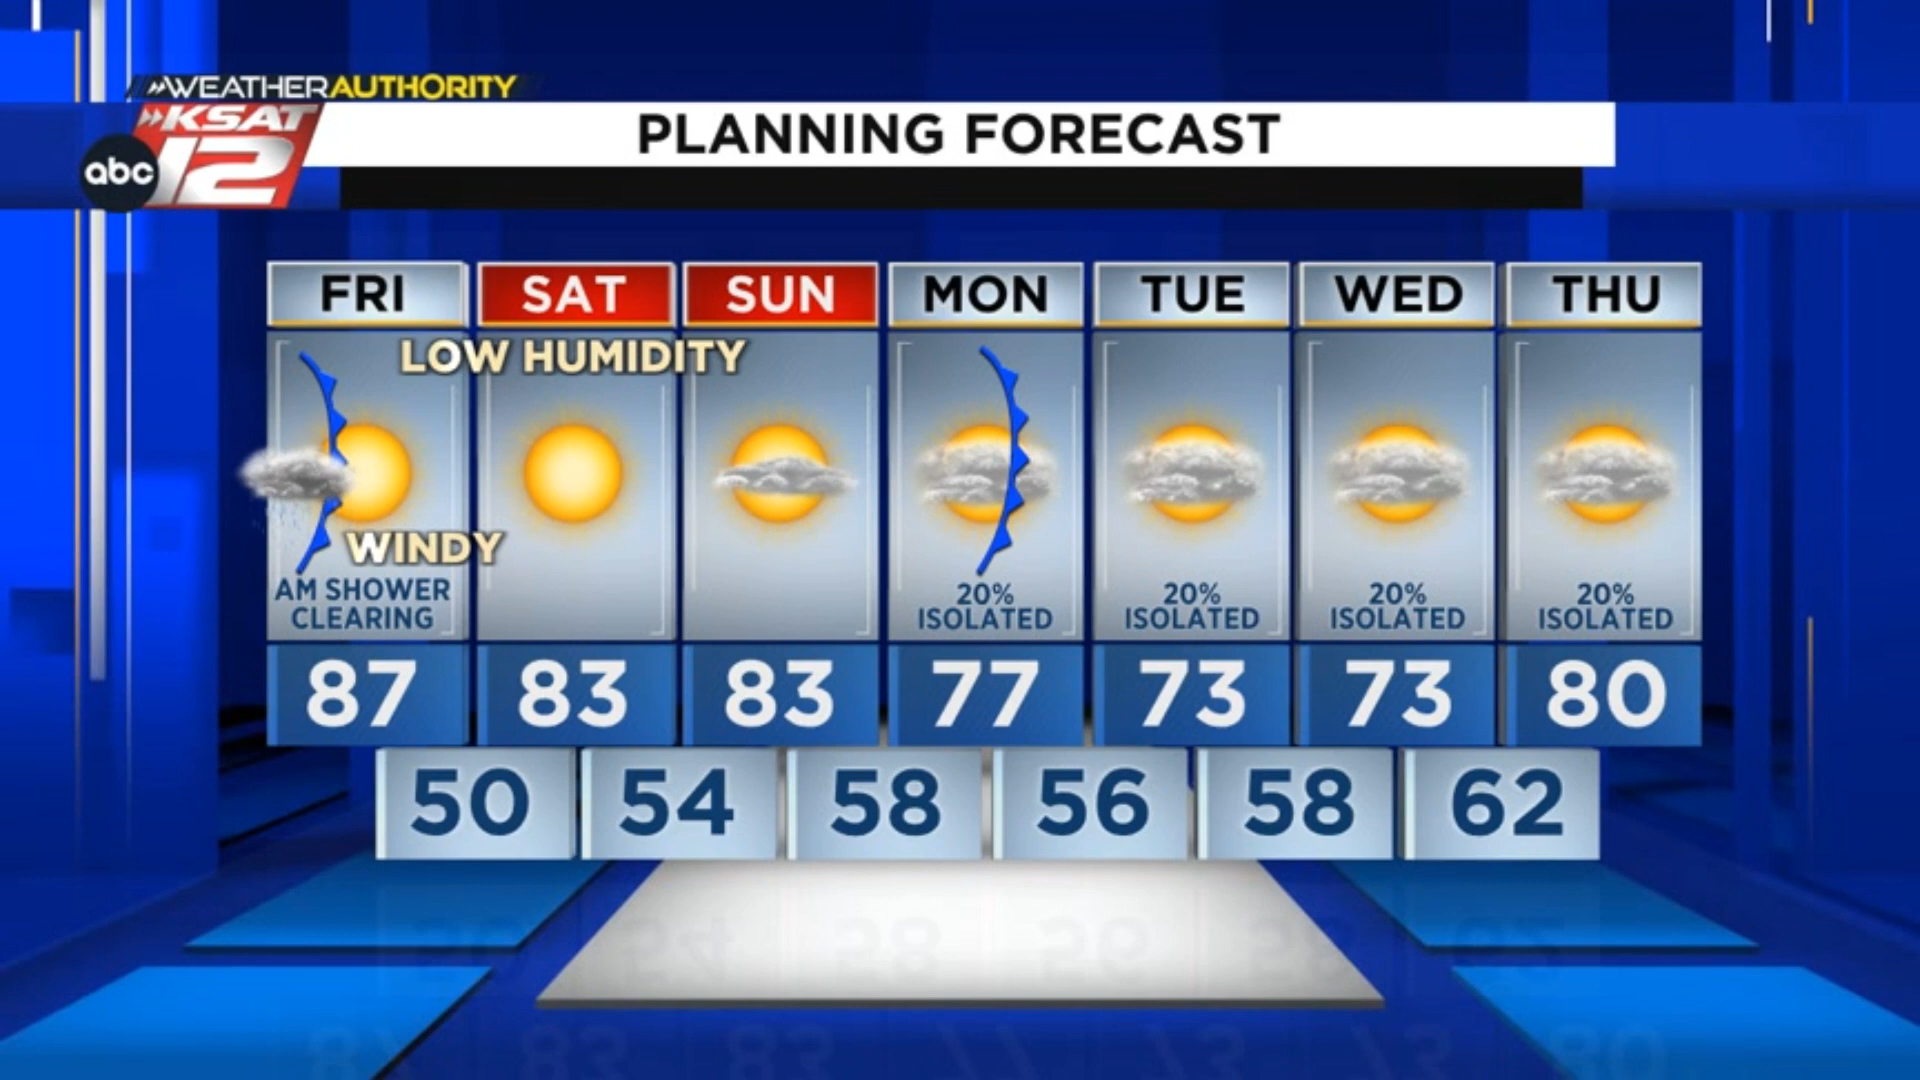 WEATHERAUTHORITY
KSAT
12
abc
PLANNING FORECAST
FRI SAT SUN MON TUE WED THU
LOW HUMIDITY
WINDY
AM SHOWER
CLEARING
20%
ISOLATED
20%
ISOLATED
20%
ISOLATED
20%
ISOLATED
87 83 83 77 73 73 80
50 54 58 56 58 62